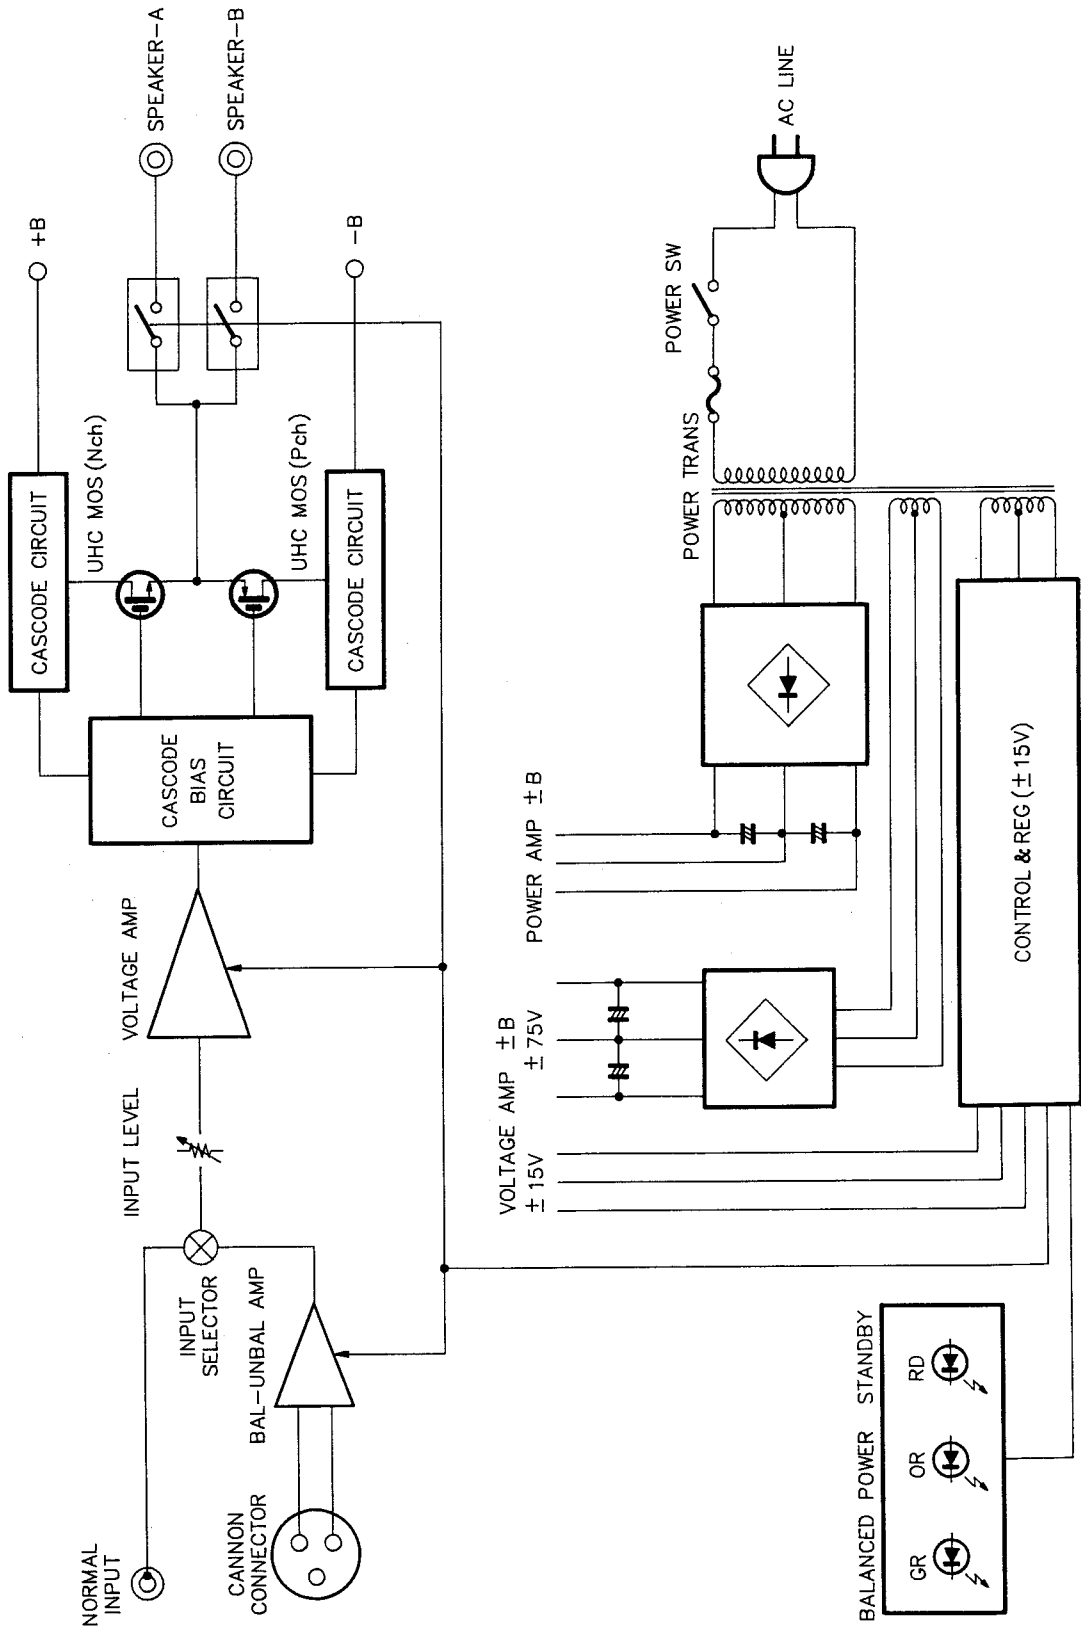 NORMAL
INPUT
CANNON
CONNECTOR
BAL-UNBAL AMP
INPUT
SELECTOR
INPUT LEVEL
VOLTAGE AMP
CASCODE
BIAS
CIRCUIT
CASCODE CIRCUIT
UHC MOS (Nch)
UHC MOS (Pch)
CASCODE CIRCUIT
+B
-B
SPEAKER-A
SPEAKER-B
VOLTAGE AMP ±B
±15V ±75V
POWER AMP ±B
POWER TRANS
POWER SW
AC LINE
CONTROL & REG (±15V)
BALANCED POWER STANDBY
GR OR RD